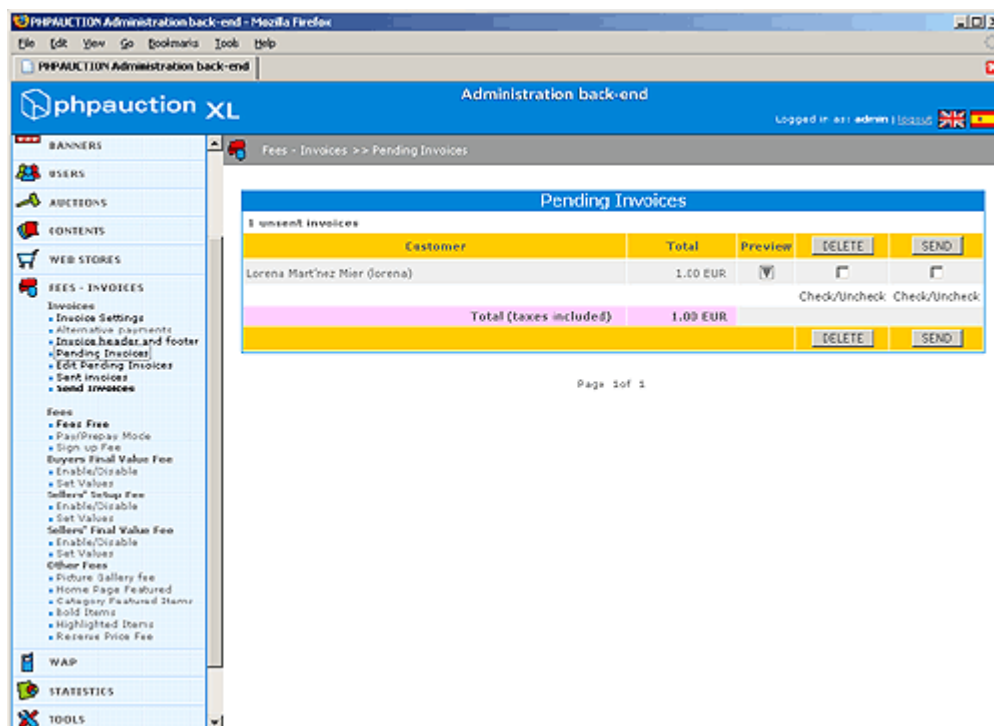 PHPAUCTION Administration back-end - Mozilla Firefox
File Edit View Go Bookmarks Tools Help
PHPAUCTION Administration back-end
phpauction XL
Administration back-end
Logged in as: admin | logout
BANNERS
USERS
AUCTIONS
CONTENTS
WEB STORES
FEES - INVOICES
Invoices
Invoice Settings
Alternative payments
Invoice header and footer
Pending Invoices
Edit Pending Invoices
Sent invoices
Send Invoices
Fees
Fees Free
Pay/Prepay Mode
Sign up Fee
Buyers Final Value Fee
Enable/Disable
Set Values
Sellers' Setup Fee
Enable/Disable
Set Values
Sellers' Final Value Fee
Enable/Disable
Set Values
Other Fees
Picture Gallery fee
Home Page Featured
Category Featured Items
Bold Items
Highlighted Items
Reserve Price Fee
WAP
STATISTICS
TOOLS
Fees - Invoices >> Pending Invoices
Pending Invoices
1 unsent invoices
Customer Total Preview DELETE SEND
Lorena Mart'nez Mier (lorena) 1.00 EUR
Check/Uncheck Check/Uncheck
Total (taxes included) 1.00 EUR
DELETE SEND
Page 1of 1